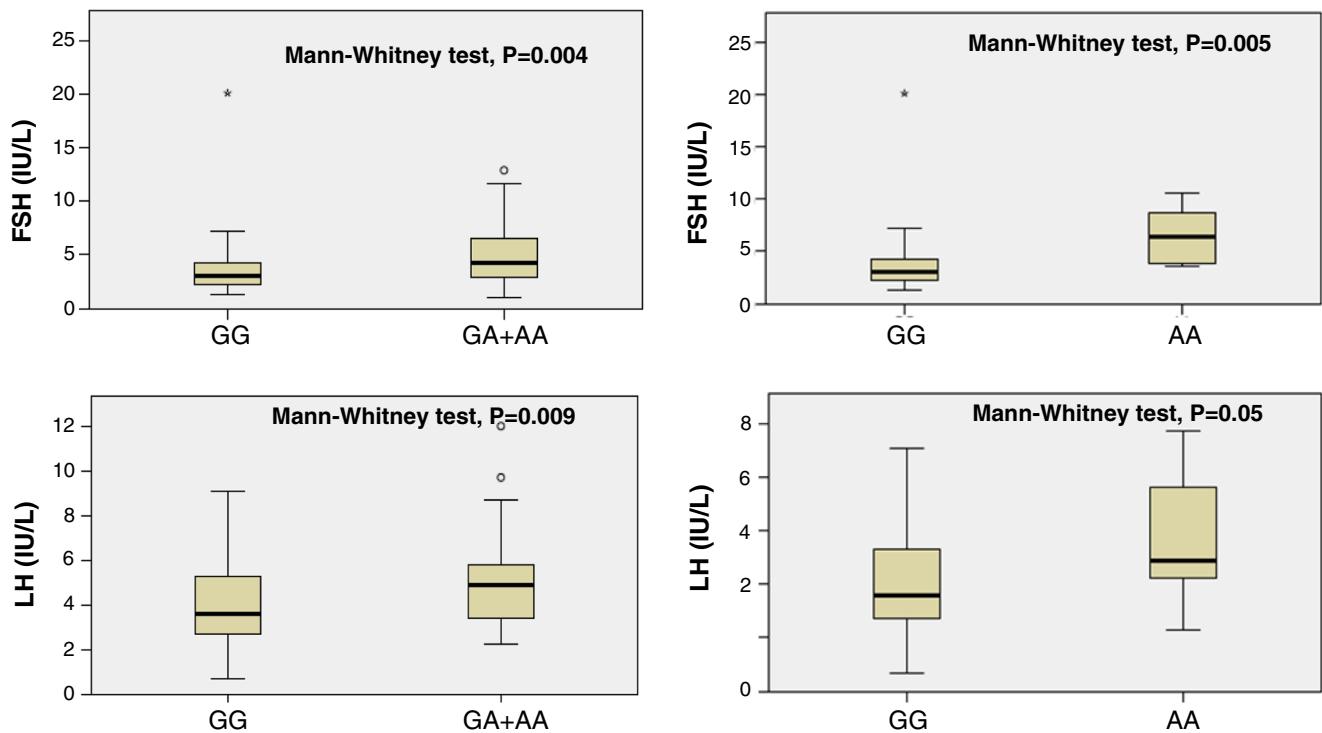 Mann-Whitney test, P=0.004
FSH (IU/L)
25
20
15
10
5
0
GG
GA+AA
Mann-Whitney test, P=0.005
FSH (IU/L)
25
20
15
10
5
0
GG
AA
Mann-Whitney test, P=0.009
LH (IU/L)
12
10
8
6
4
2
0
GG
GA+AA
Mann-Whitney test, P=0.05
LH (IU/L)
8
6
4
2
0
GG
AA